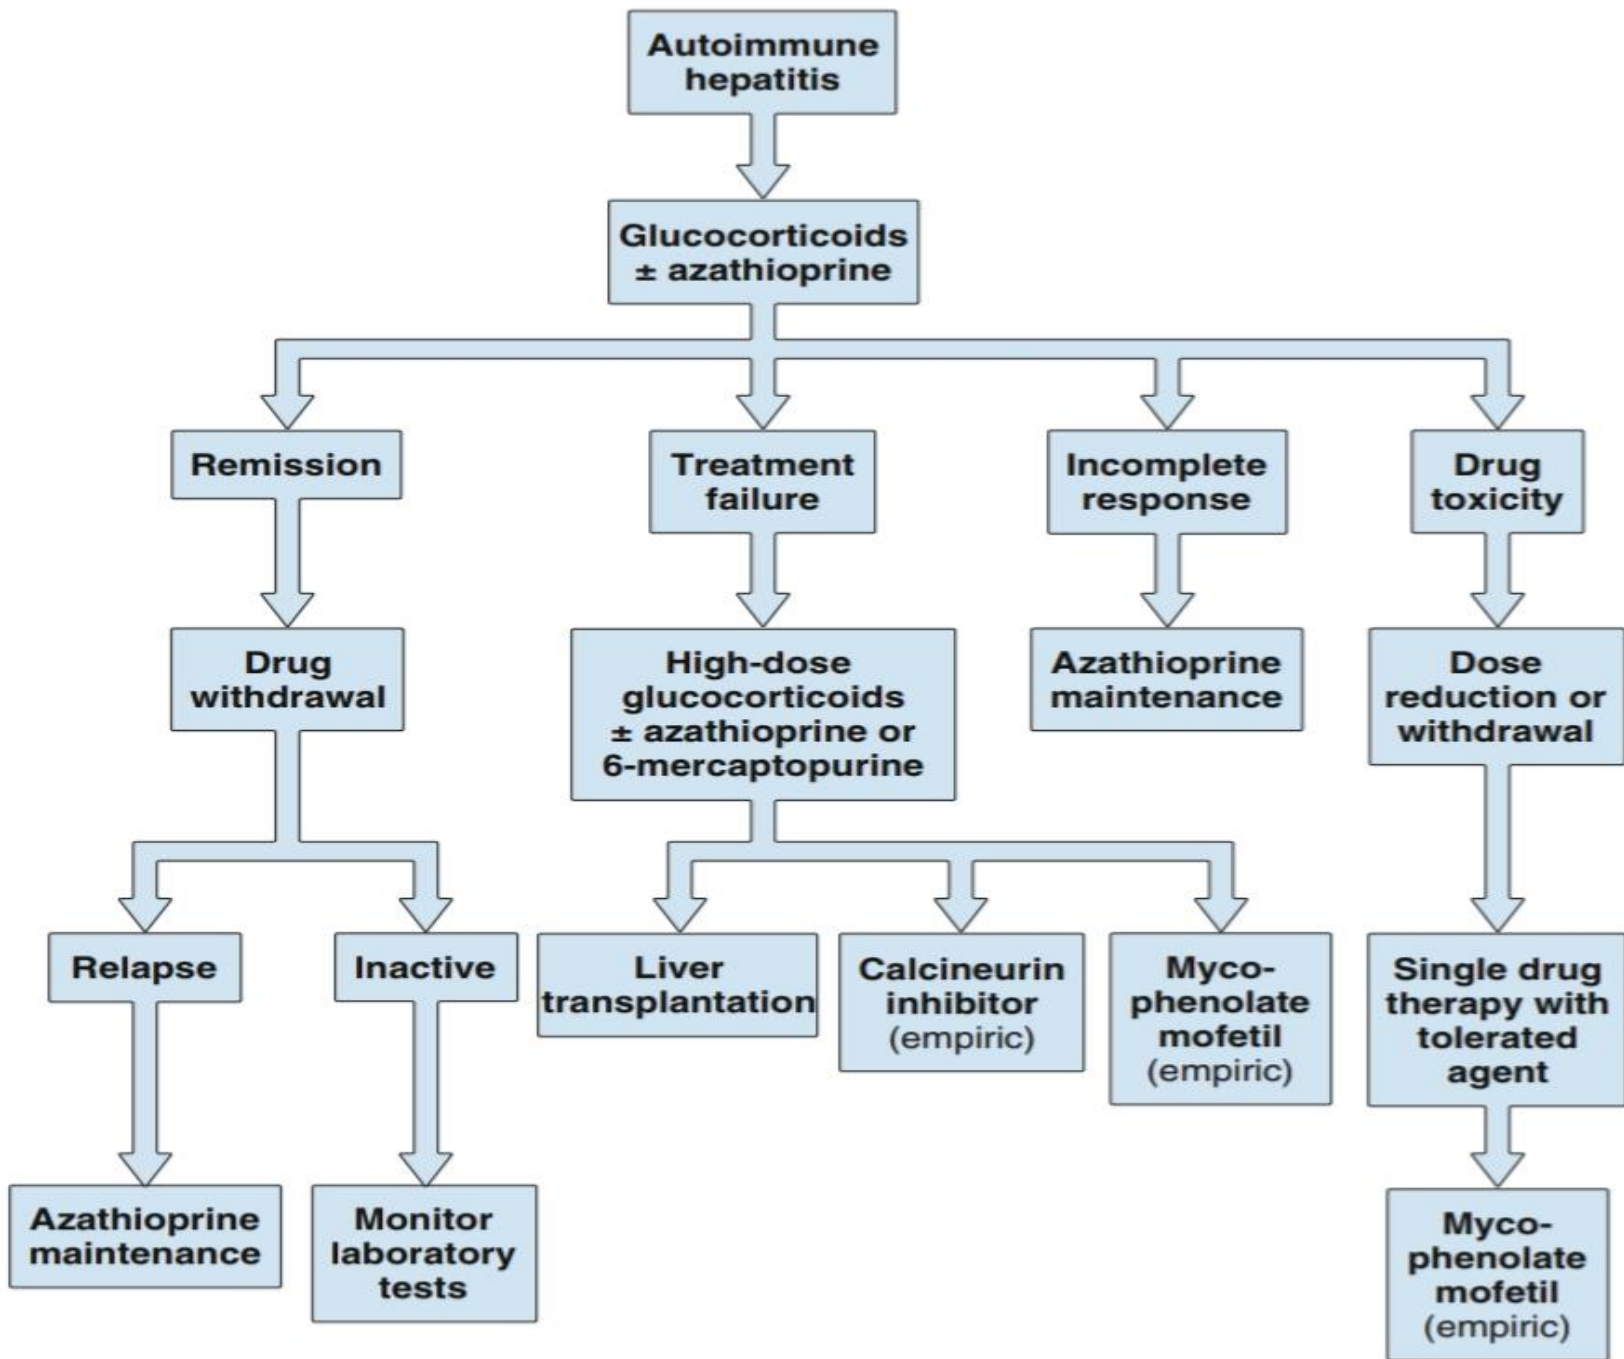 Autoimmune
hepatitis
Glucocorticoids
± azathioprine
Remission
Treatment
failure
Incomplete
response
Drug
toxicity
Drug
withdrawal
High-dose
glucocorticoids
± azathioprine or
6-mercaptopurine
Azathioprine
maintenance
Dose
reduction or
withdrawal
Relapse
Inactive
Liver
transplantation
Calcineurin
inhibitor
(empiric)
Myco-
phenolate
mofetil
(empiric)
Single drug
therapy with
tolerated
agent
Azathioprine
maintenance
Monitor
laboratory
tests
Myco-
phenolate
mofetil
(empiric)